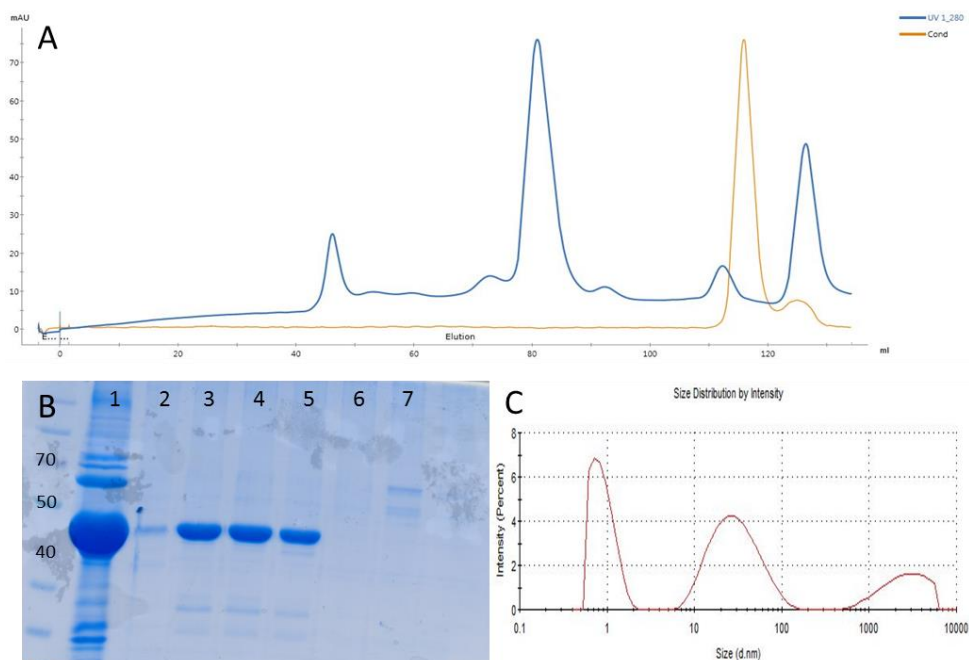 mAU
A
UV 1_280
Cond
70
60
50
40
30
20
10
0
E... ...
Elution
0
20
40
60
80
100
120
ml
B
1 2 3 4 5 6 7
70
50
40
C
Size Distribution by Intensity
Intensity (Percent)
8
6
4
2
0
0.1
1
10
100
1000
10000
Size (d.nm)